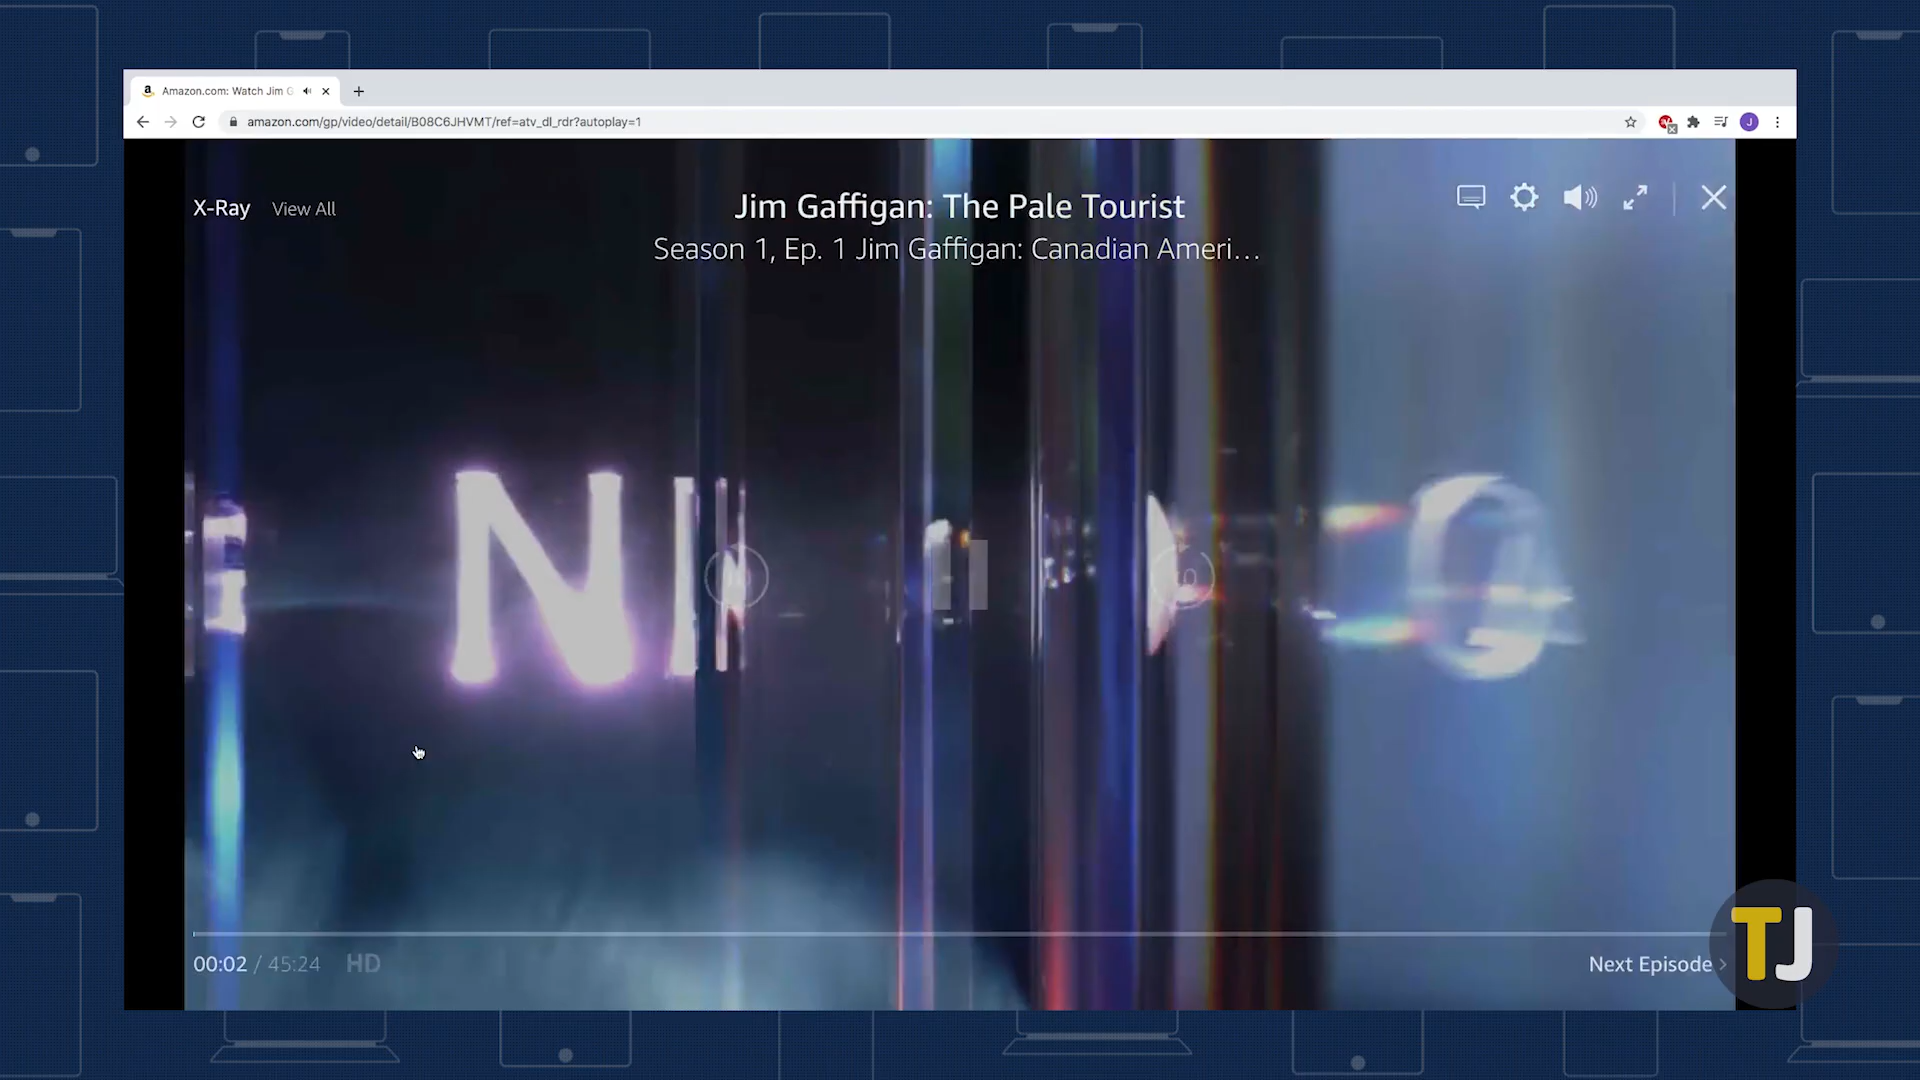 Amazon.com: Watch Jim G
amazon.com/gp/video/detail/B08C6JHVMT/ref=atv_dl_rdr?autoplay=1
J
X-Ray View All
Jim Gaffigan: The Pale Tourist
Season 1, Ep. 1 Jim Gaffigan: Canadian Ameri...
N
10
00:02 / 45:24 HD
Next Episode
TJ